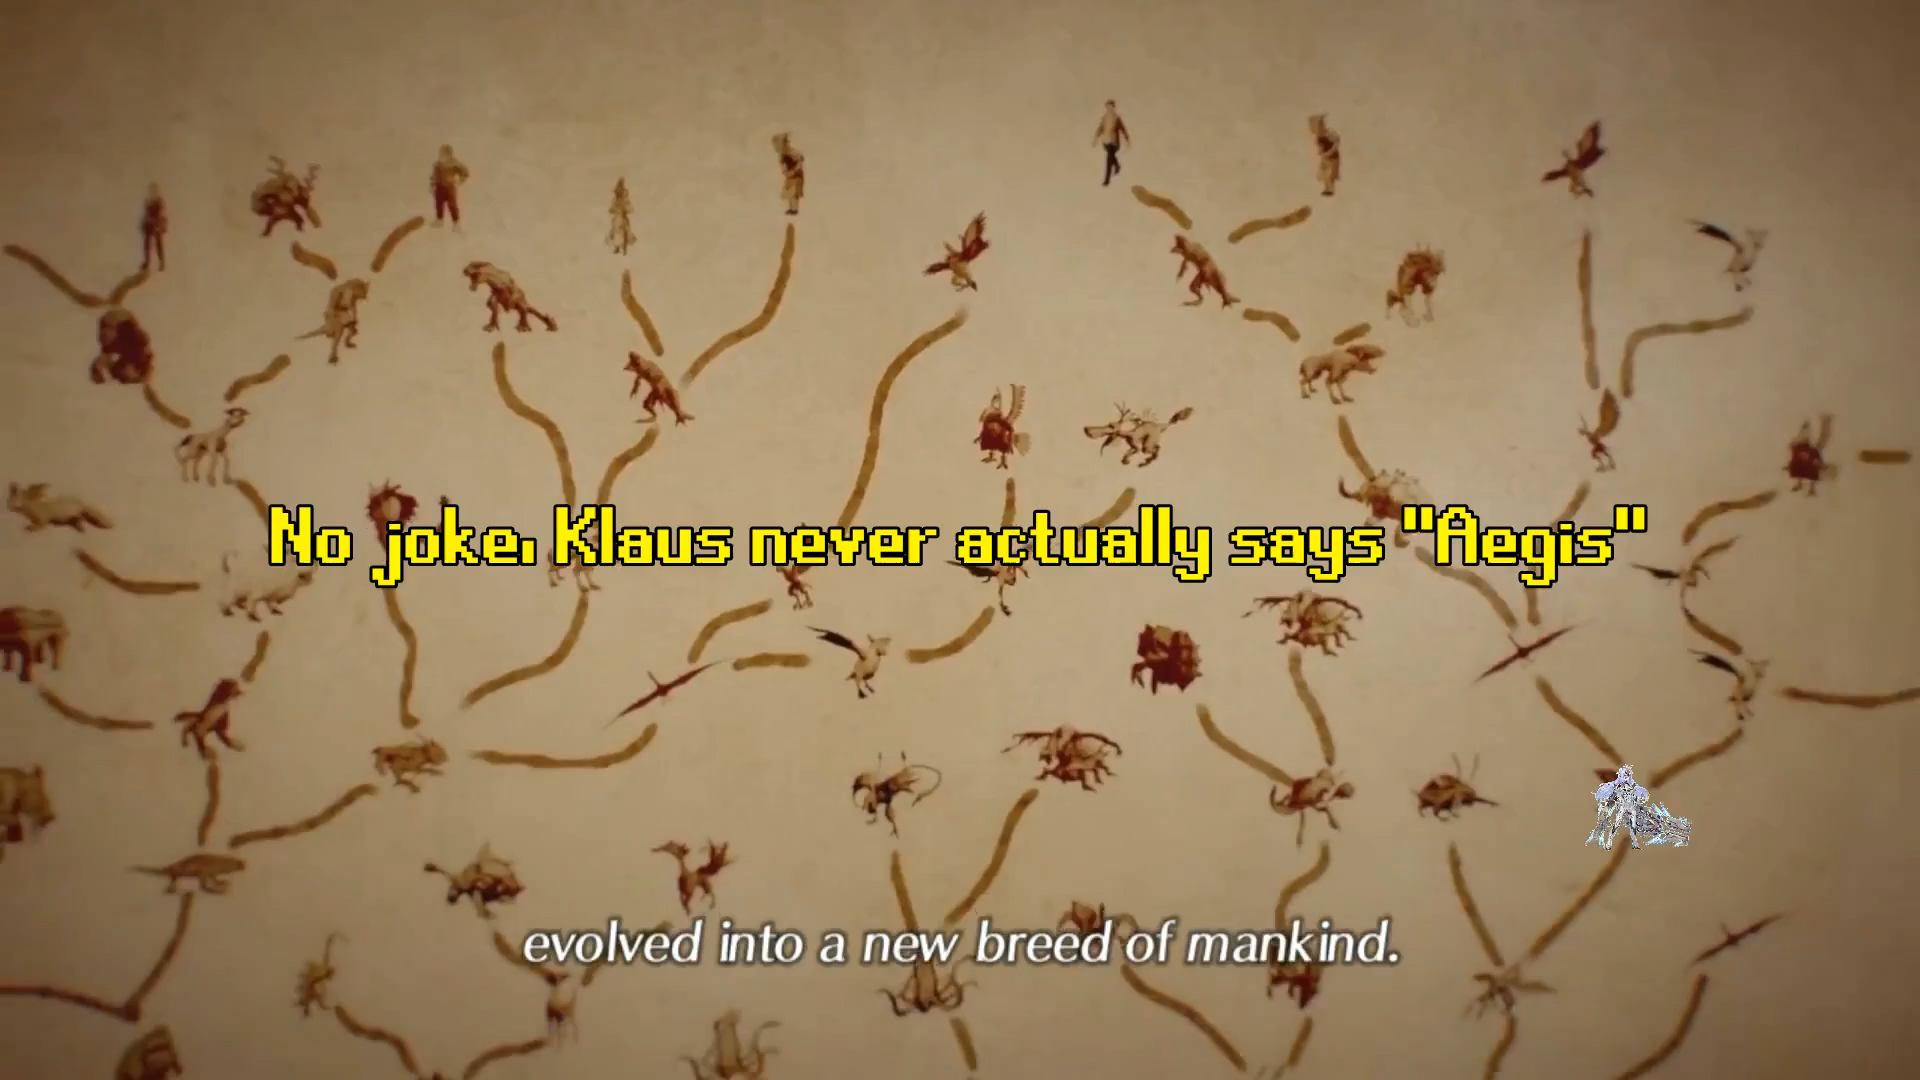 No joke, Klaus never actually says "Aegis"
evolved into a new breed of mankind.